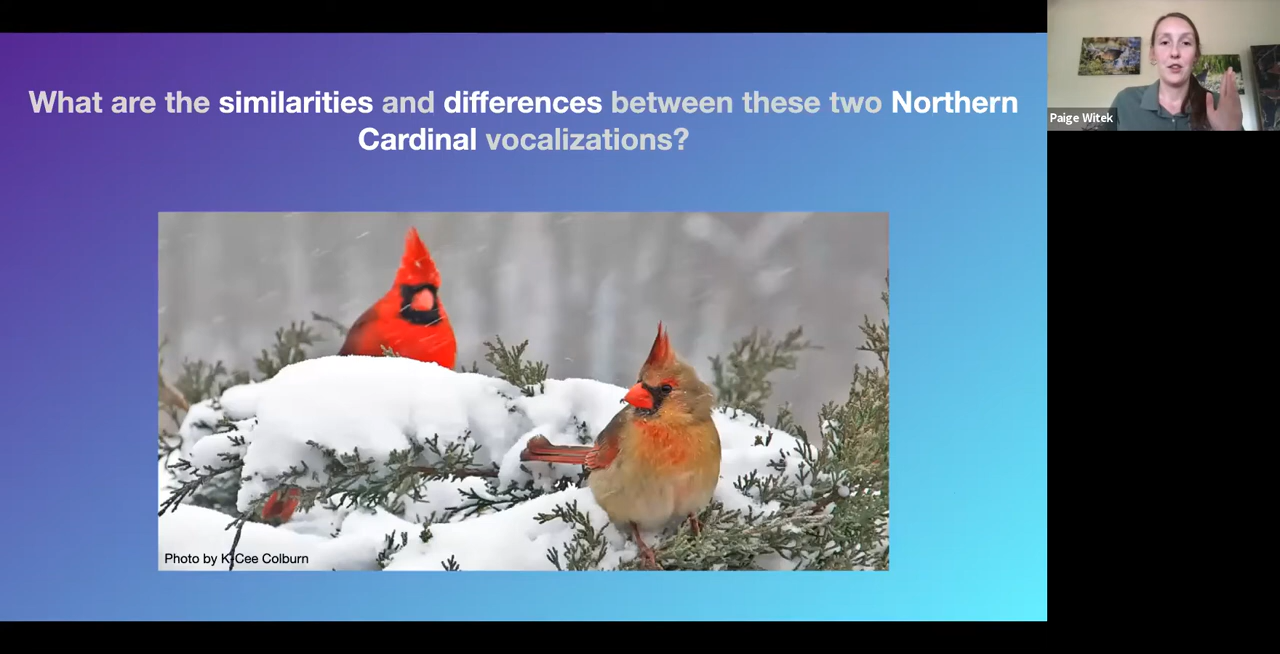 What are the similarities and differences between these two Northern
Cardinal vocalizations?
Paige Witek
Photo by K-Cee Colburn